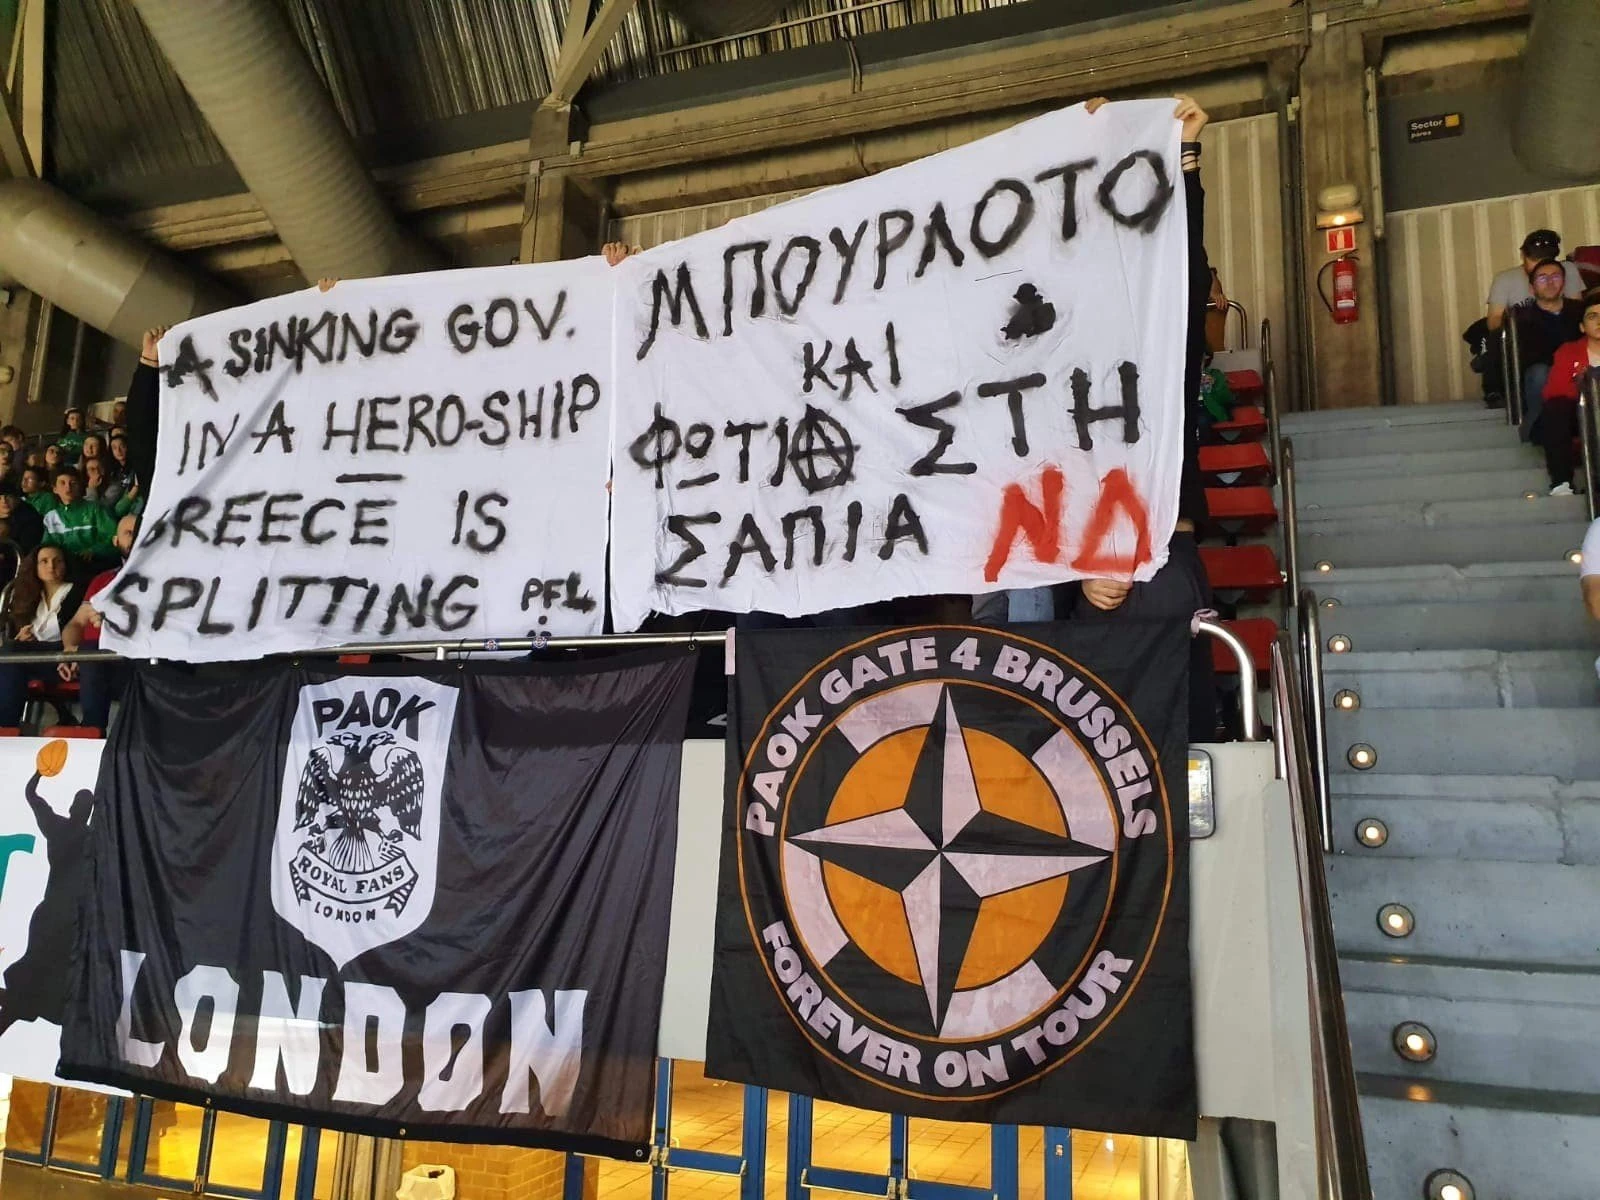 A SINKING GOV.
IN A HERO-SHIP
GREECE IS
SPLITTING PFL
ΜΠΟΥΡΛΟΤΟ
ΚΑΙ
ΦΩΤΙΑ ΣΤΗ
ΣΑΠΙΑ ΝΔ
PAOK
ROYAL FANS
LONDON
LONDON
PAOK GATE 4 BRUSSELS
FOREVER ON TOUR
Sector